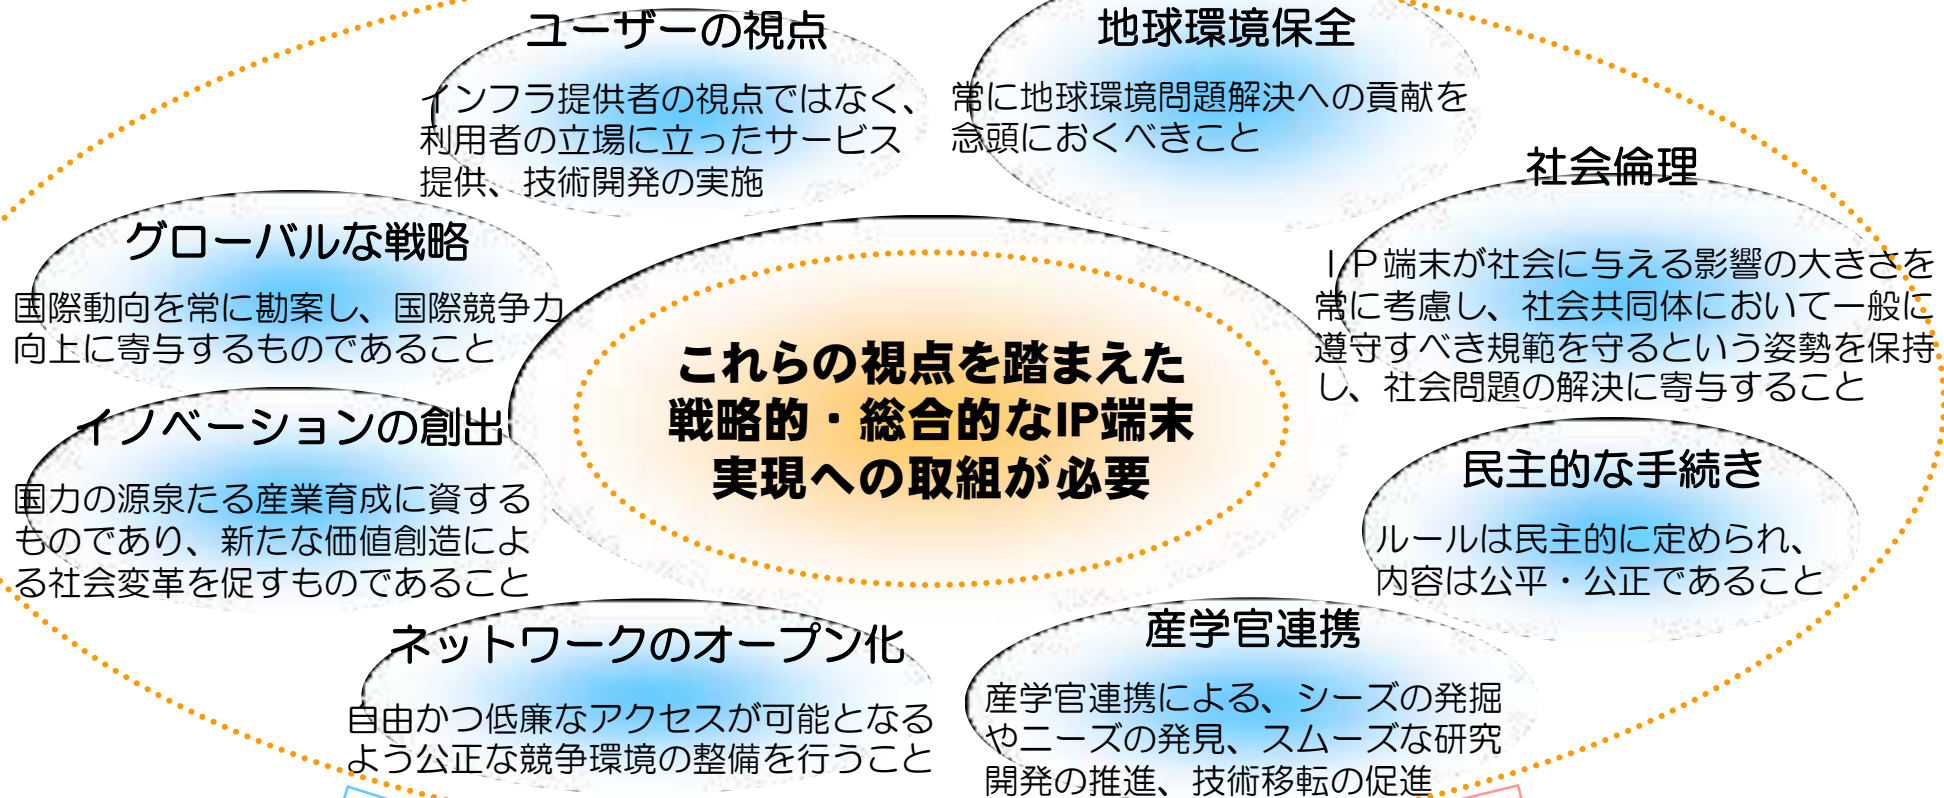 ユーザーの視点
インフラ提供者の視点ではなく、
利用者の立場に立ったサービス
提供、技術開発の実施
地球環境保全
常に地球環境問題解決への貢献を
念頭におくべきこと
社会倫理
ＩＰ端末が社会に与える影響の大きさを
常に考慮し、社会共同体において一般に
遵守すべき規範を守るという姿勢を保持
し、社会問題の解決に寄与すること
グローバルな戦略
国際動向を常に勘案し、国際競争力
向上に寄与するものであること
これらの視点を踏まえた
戦略的・総合的なIP端末
実現への取組が必要
イノベーションの創出
国力の源泉たる産業育成に資する
ものであり、新たな価値創造によ
る社会変革を促すものであること
民主的な手続き
ルールは民主的に定められ、
内容は公平・公正であること
ネットワークのオープン化
自由かつ低廉なアクセスが可能となる
よう公正な競争環境の整備を行うこと
産学官連携
産学官連携による、シーズの発掘
やニーズの発見、スムーズな研究
開発の推進、技術移転の促進